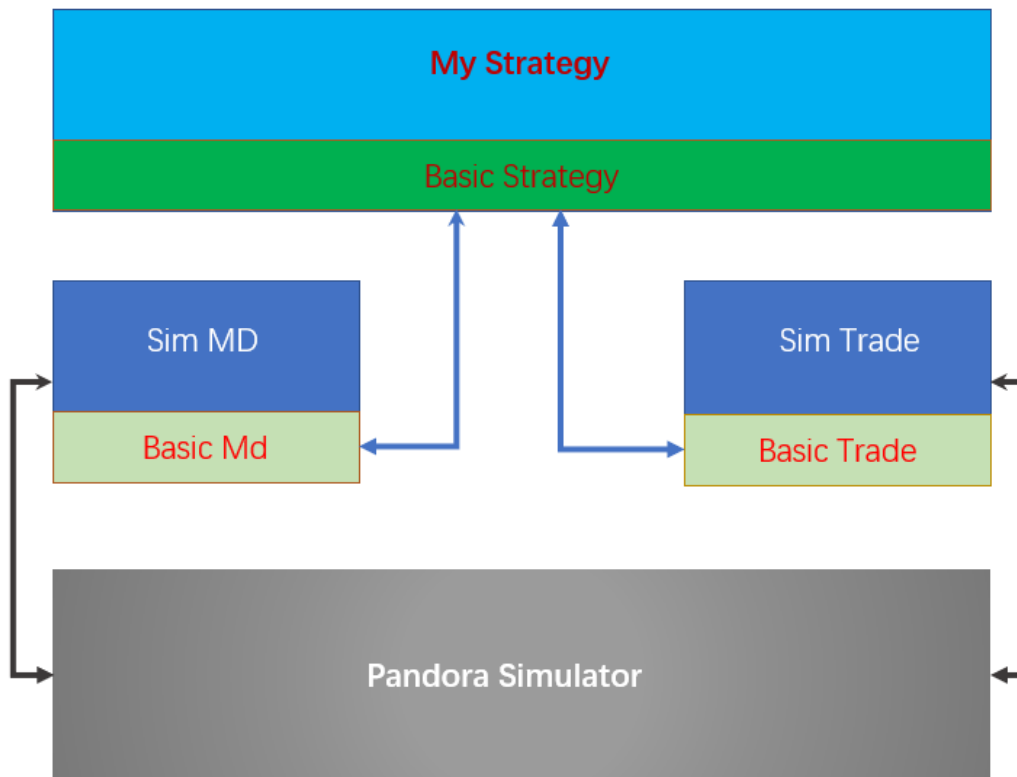 My Strategy
Basic Strategy
Sim MD
Sim Trade
Basic Md
Basic Trade
Pandora Simulator